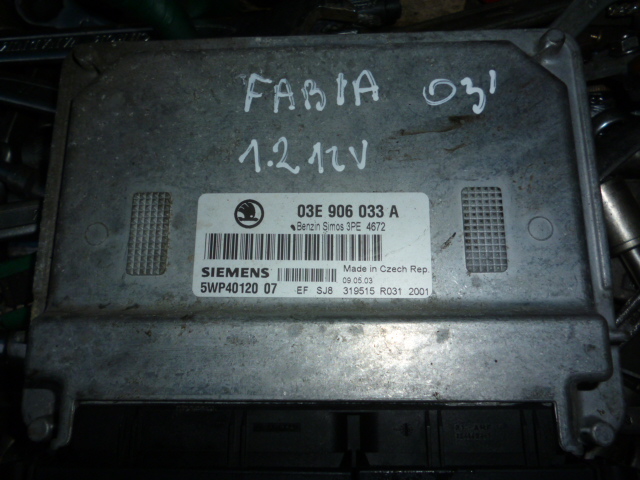 FABIA 03'
1.2 12V
03E 906 033 A
Benzin Simos 3PE 4672
SIEMENS
Made in Czech Rep.
09.05.03
5WP40120 07
EF SJ8 319515 R031 2001